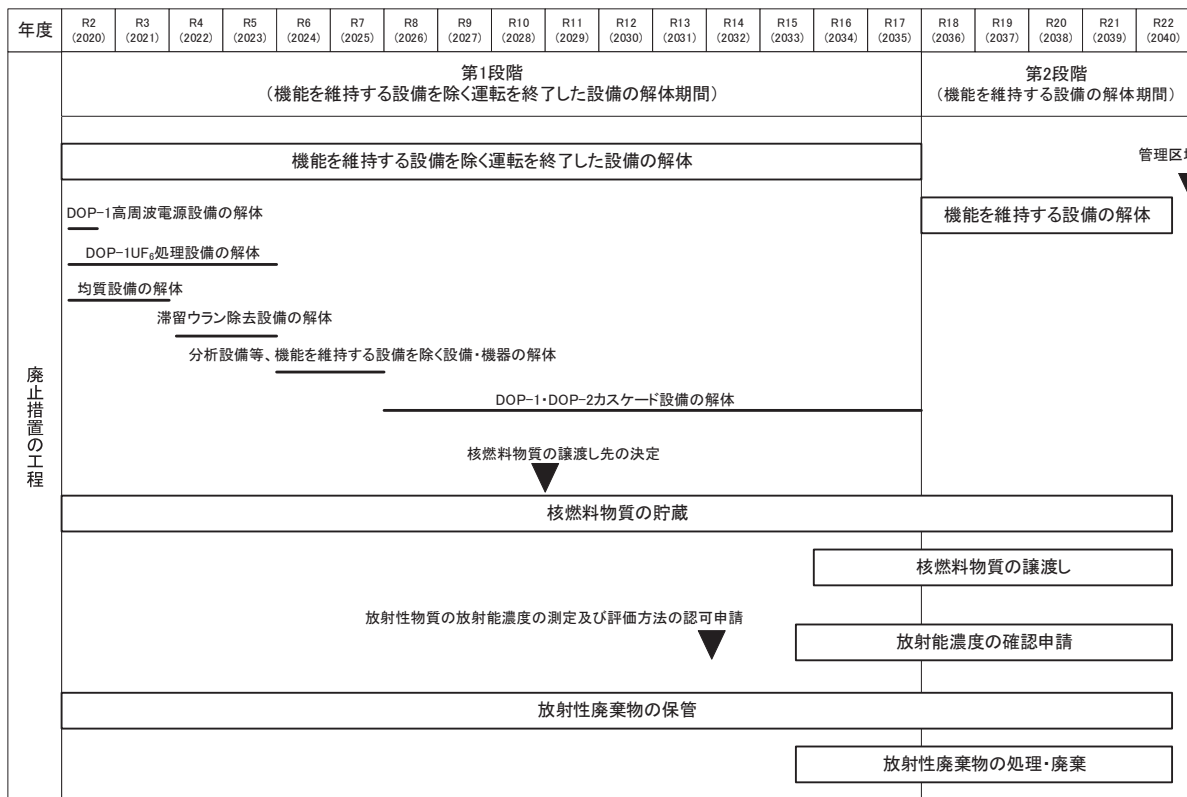 年度
R2 (2020)
R3 (2021)
R4 (2022)
R5 (2023)
R6 (2024)
R7 (2025)
R8 (2026)
R9 (2027)
R10 (2028)
R11 (2029)
R12 (2030)
R13 (2031)
R14 (2032)
R15 (2033)
R16 (2034)
R17 (2035)
R18 (2036)
R19 (2037)
R20 (2038)
R21 (2039)
R22 (2040)
廃止措置の工程
第1段階
(機能を維持する設備を除く運転を終了した設備の解体期間)
第2段階
(機能を維持する設備の解体期間)
機能を維持する設備を除く運転を終了した設備の解体
管理区
機能を維持する設備の解体
DOP-1高周波電源設備の解体
DOP-1UF₆処理設備の解体
均質設備の解体
滞留ウラン除去設備の解体
分析設備等、機能を維持する設備を除く設備・機器の解体
DOP-1・DOP-2カスケード設備の解体
核燃料物質の譲渡し先の決定
核燃料物質の貯蔵
核燃料物質の譲渡し
放射性物質の放射能濃度の測定及び評価方法の認可申請
放射能濃度の確認申請
放射性廃棄物の保管
放射性廃棄物の処理・廃棄